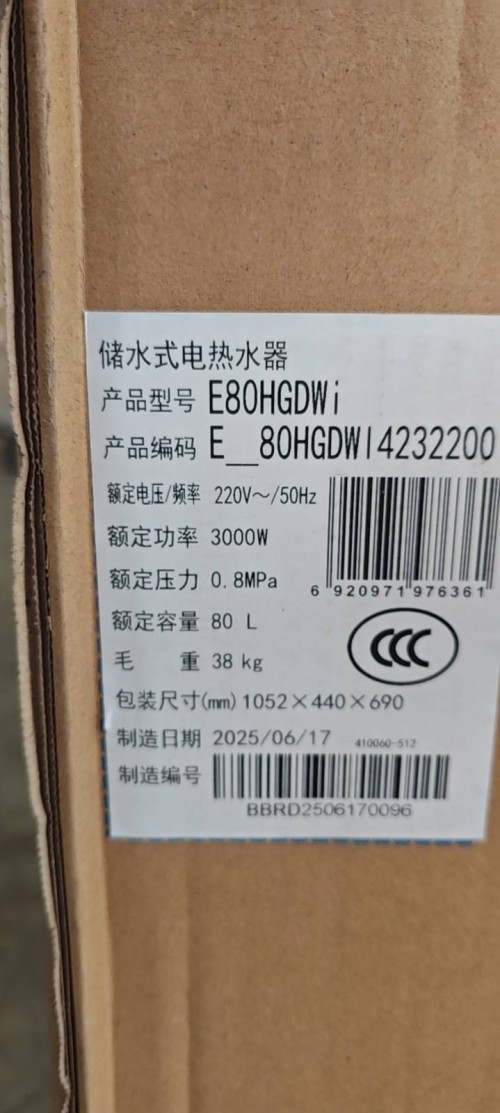 储水式电热水器
产品型号 E80HGDWi
产品编码 E__80HGDWI4232200
额定电压/频率 220V～/50Hz
额定功率 3000W
额定压力 0.8MPa
6 920971 976361
额定容量 80 L
CCC
毛 重 38 kg
包装尺寸(mm) 1052×440×690
制造日期 2025/06/17 410060-512
制造编号
BBRD2506170096